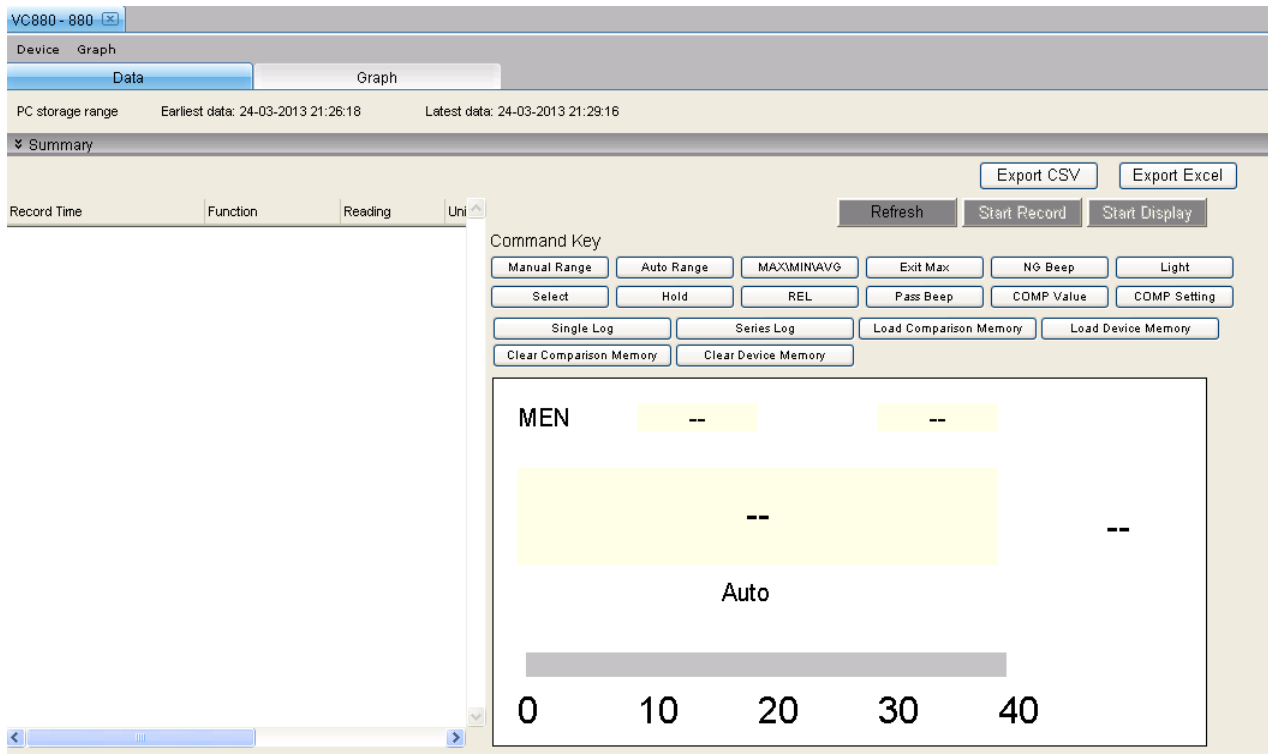 VC880 - 880
Device Graph
Data Graph
PC storage range Earliest data: 24-03-2013 21:26:18 Latest data: 24-03-2013 21:29:16
Summary
Export CSV Export Excel
Record Time Function Reading Uni
Refresh Start Record Start Display
Command Key
Manual Range Auto Range MAX\MIN\AVG Exit Max NG Beep Light
Select Hold REL Pass Beep COMP Value COMP Setting
Single Log Series Log Load Comparison Memory Load Device Memory
Clear Comparison Memory Clear Device Memory
MEN -- --
-- --
Auto
0 10 20 30 40